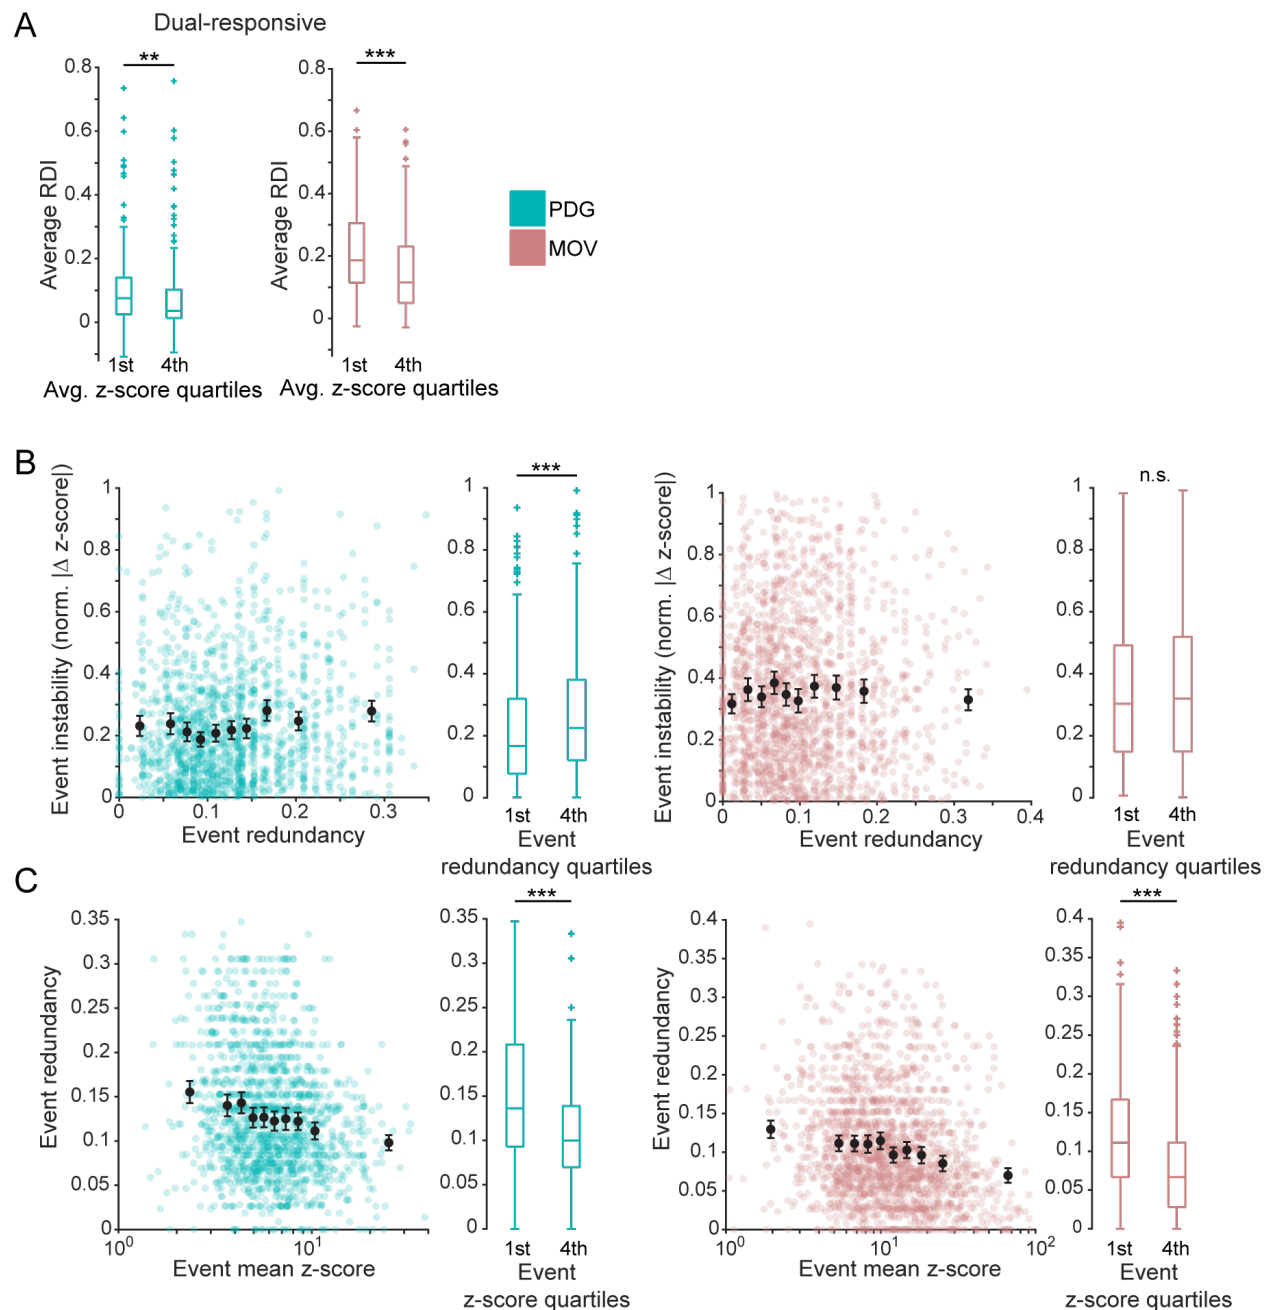 A
Dual-responsive
**
***
0.8
0.6
0.4
0.2
0
Average RDI
1st
4th
Avg. z-score quartiles
0.8
0.6
0.4
0.2
0
Average RDI
1st
4th
Avg. z-score quartiles
PDG
MOV
B
Event instability (norm. |Δ z-score|)
1
0.8
0.6
0.4
0.2
0
0
0.1
0.2
0.3
Event redundancy
***
1
0.8
0.6
0.4
0.2
0
1st
4th
Event
redundancy quartiles
Event instability (norm. |Δ z-score|)
1
0.8
0.6
0.4
0.2
0
0
0.1
0.2
0.3
0.4
Event redundancy
n.s.
1
0.8
0.6
0.4
0.2
0
1st
4th
Event
redundancy quartiles
C
Event redundancy
0.35
0.3
0.25
0.2
0.15
0.1
0.05
0
10⁰
10¹
Event mean z-score
***
0.35
0.3
0.25
0.2
0.15
0.1
0.05
0
1st
4th
Event
z-score quartiles
Event redundancy
0.4
0.35
0.3
0.25
0.2
0.15
0.1
0.05
0
10⁰
10¹
10²
Event mean z-score
***
0.4
0.35
0.3
0.25
0.2
0.15
0.1
0.05
0
1st
4th
Event
z-score quartiles